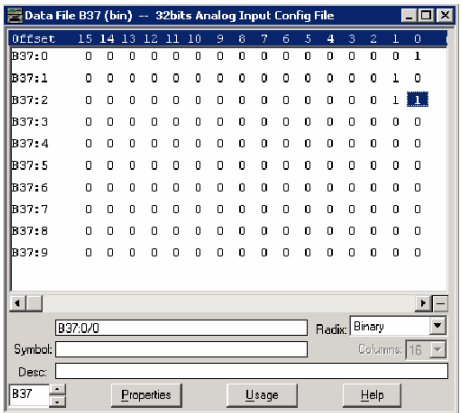 Data File B37 (bin) -- 32bits Analog Input Config File
Offset 15 14 13 12 11 10 9 8 7 6 5 4 3 2 1 0
B37:0 0 0 0 0 0 0 0 0 0 0 0 0 0 0 0 1
B37:1 0 0 0 0 0 0 0 0 0 0 0 0 0 0 1 0
B37:2 0 0 0 0 0 0 0 0 0 0 0 0 0 0 1 1
B37:3 0 0 0 0 0 0 0 0 0 0 0 0 0 0 0 0
B37:4 0 0 0 0 0 0 0 0 0 0 0 0 0 0 0 0
B37:5 0 0 0 0 0 0 0 0 0 0 0 0 0 0 0 0
B37:6 0 0 0 0 0 0 0 0 0 0 0 0 0 0 0 0
B37:7 0 0 0 0 0 0 0 0 0 0 0 0 0 0 0 0
B37:8 0 0 0 0 0 0 0 0 0 0 0 0 0 0 0 0
B37:9 0 0 0 0 0 0 0 0 0 0 0 0 0 0 0 0
B37:0/0 Radix: Binary
Symbol: Columns: 16
Desc:
B37 Properties Usage Help